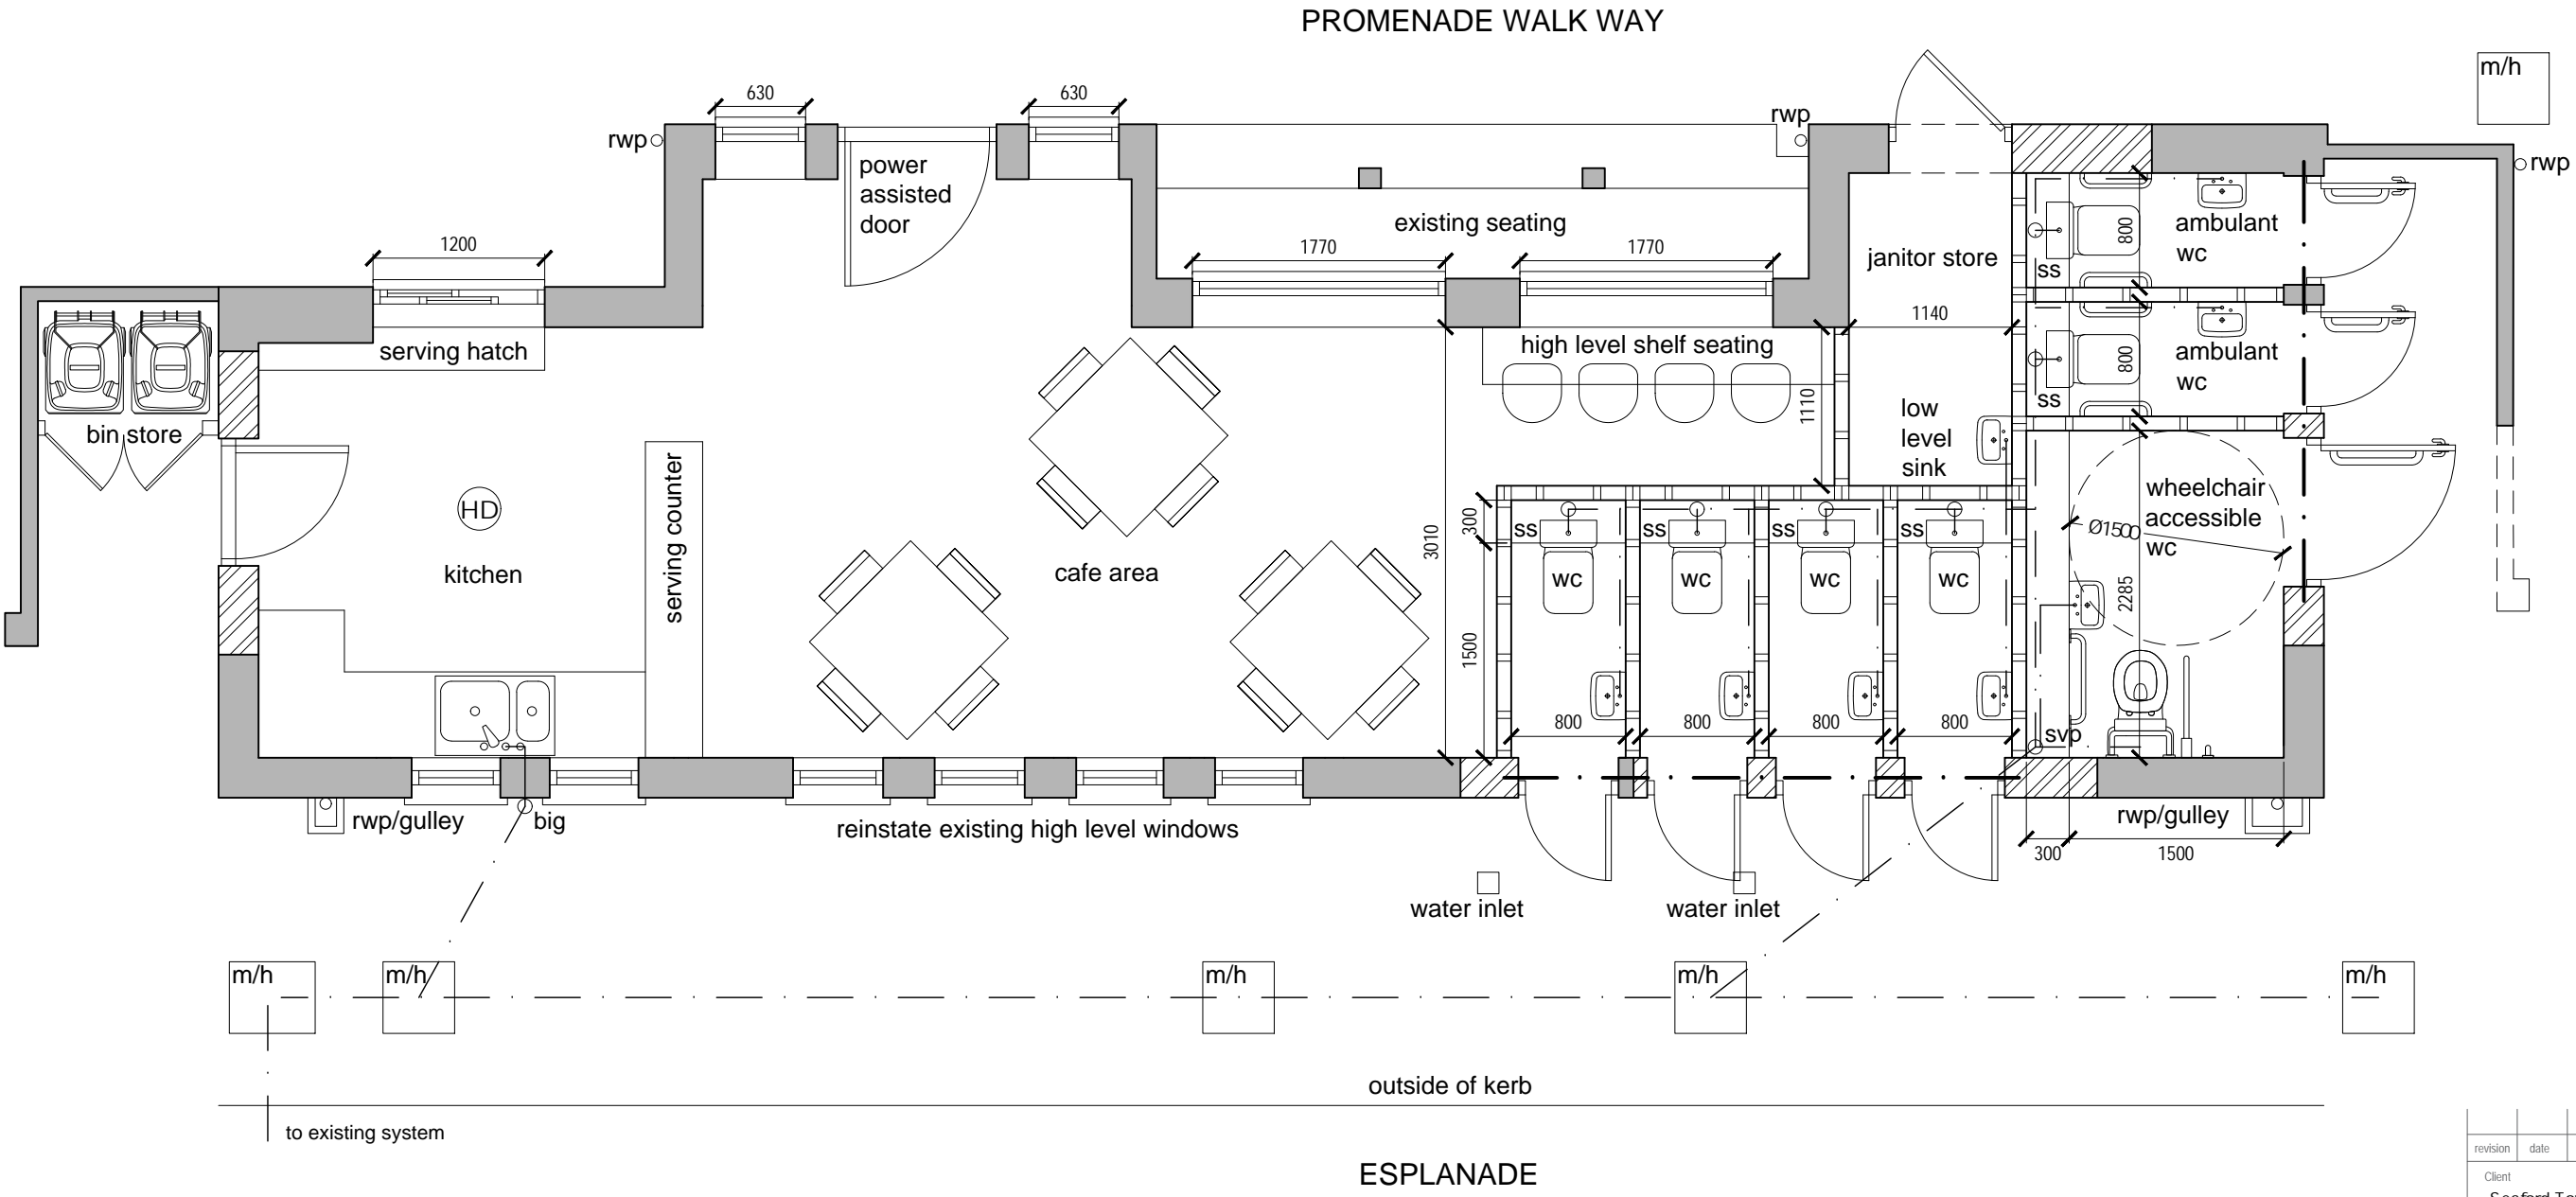 PROMENADE WALK WAY
m/h
630
630
rwp
rwp
rwp
power
assisted
door
existing seating
1200
1770
1770
janitor store
800
ambulant
wc
ss
serving hatch
high level shelf seating
1140
800
ambulant
wc
ss
bin store
1110
low
level
sink
serving counter
HD
kitchen
cafe area
3010
300
1500
ss
ss
ss
ss
wc
wc
wc
wc
wheelchair
accessible
wc
Ø1500
2285
800
800
800
800
svp
rwp/gulley
big
reinstate existing high level windows
rwp/gulley
300
1500
water inlet
water inlet
m/h
m/h
m/h
m/h
m/h
outside of kerb
to existing system
ESPLANADE
revision
date
Client